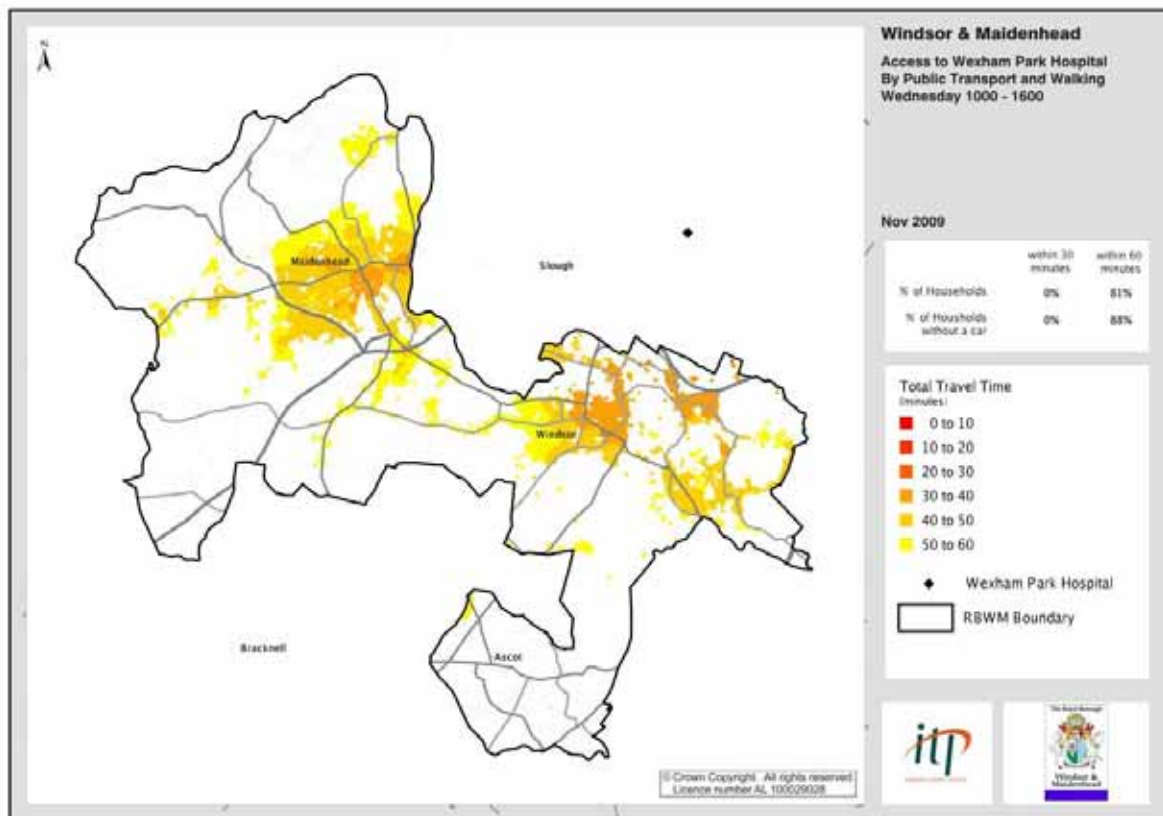 N
Windsor & Maidenhead
Access to Wexham Park Hospital
By Public Transport and Walking
Wednesday 1000 - 1600
Nov 2009
within 30 minutes
within 60 minutes
% of Households 0% 81%
% of Housholds without a car 0% 88%
Total Travel Time
(minutes)
0 to 10
10 to 20
20 to 30
30 to 40
40 to 50
50 to 60
Wexham Park Hospital
RBWM Boundary
Maidenhead
Slough
Windsor
Bracknell
Ascot
© Crown Copyright. All rights reserved.
Licence number AL 100029028
itp
The Royal Borough
Windsor &
Maidenhead